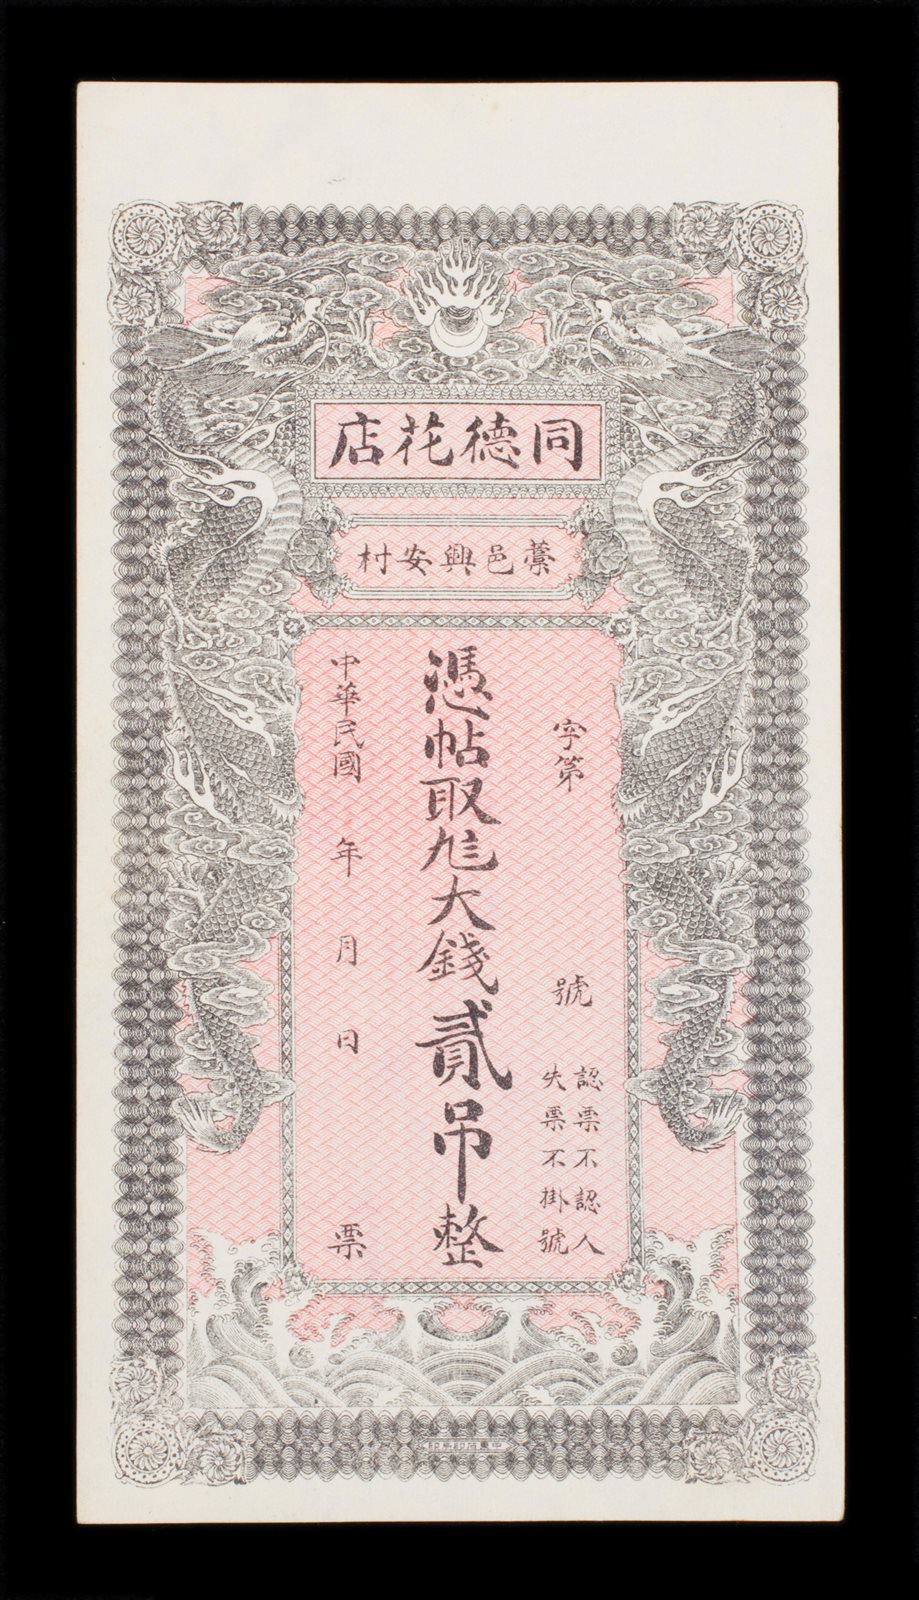 同德花店
藁邑興安村
字第 號
認票不認人
失票不掛號
憑帖取 大錢貳吊整
中華民國 年 月 日 票